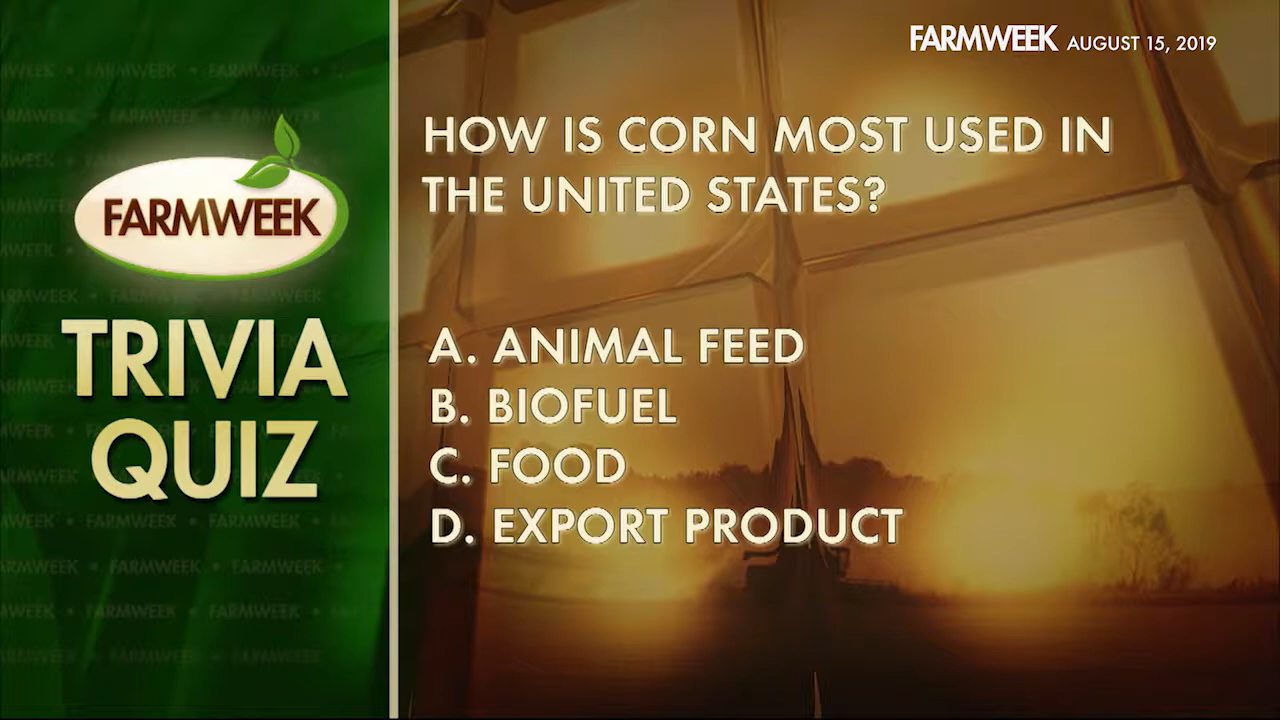 FARMWEEK AUGUST 15, 2019
FARMWEEK
TRIVIA
QUIZ
HOW IS CORN MOST USED IN
THE UNITED STATES?
A. ANIMAL FEED
B. BIOFUEL
C. FOOD
D. EXPORT PRODUCT